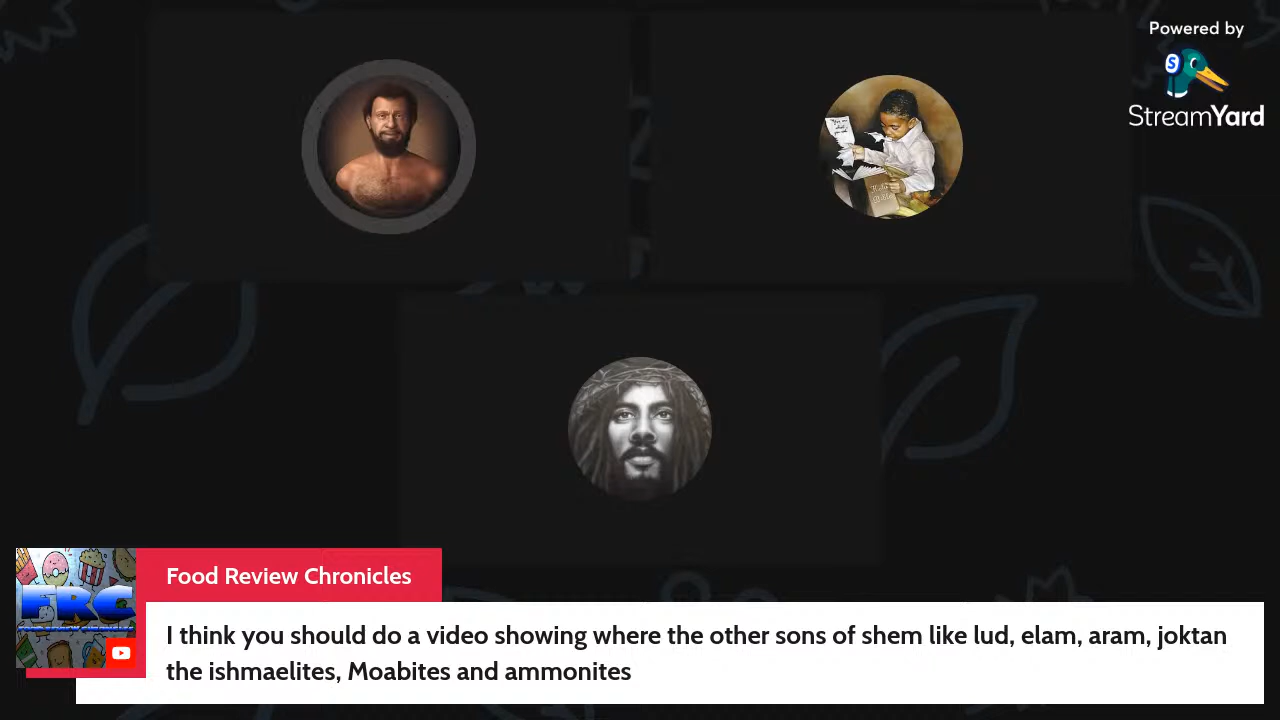 Powered by
StreamYard
S
FRC
Food Review Chronicles
I think you should do a video showing where the other sons of shem like lud, elam, aram, joktan
the ishmaelites, Moabites and ammonites